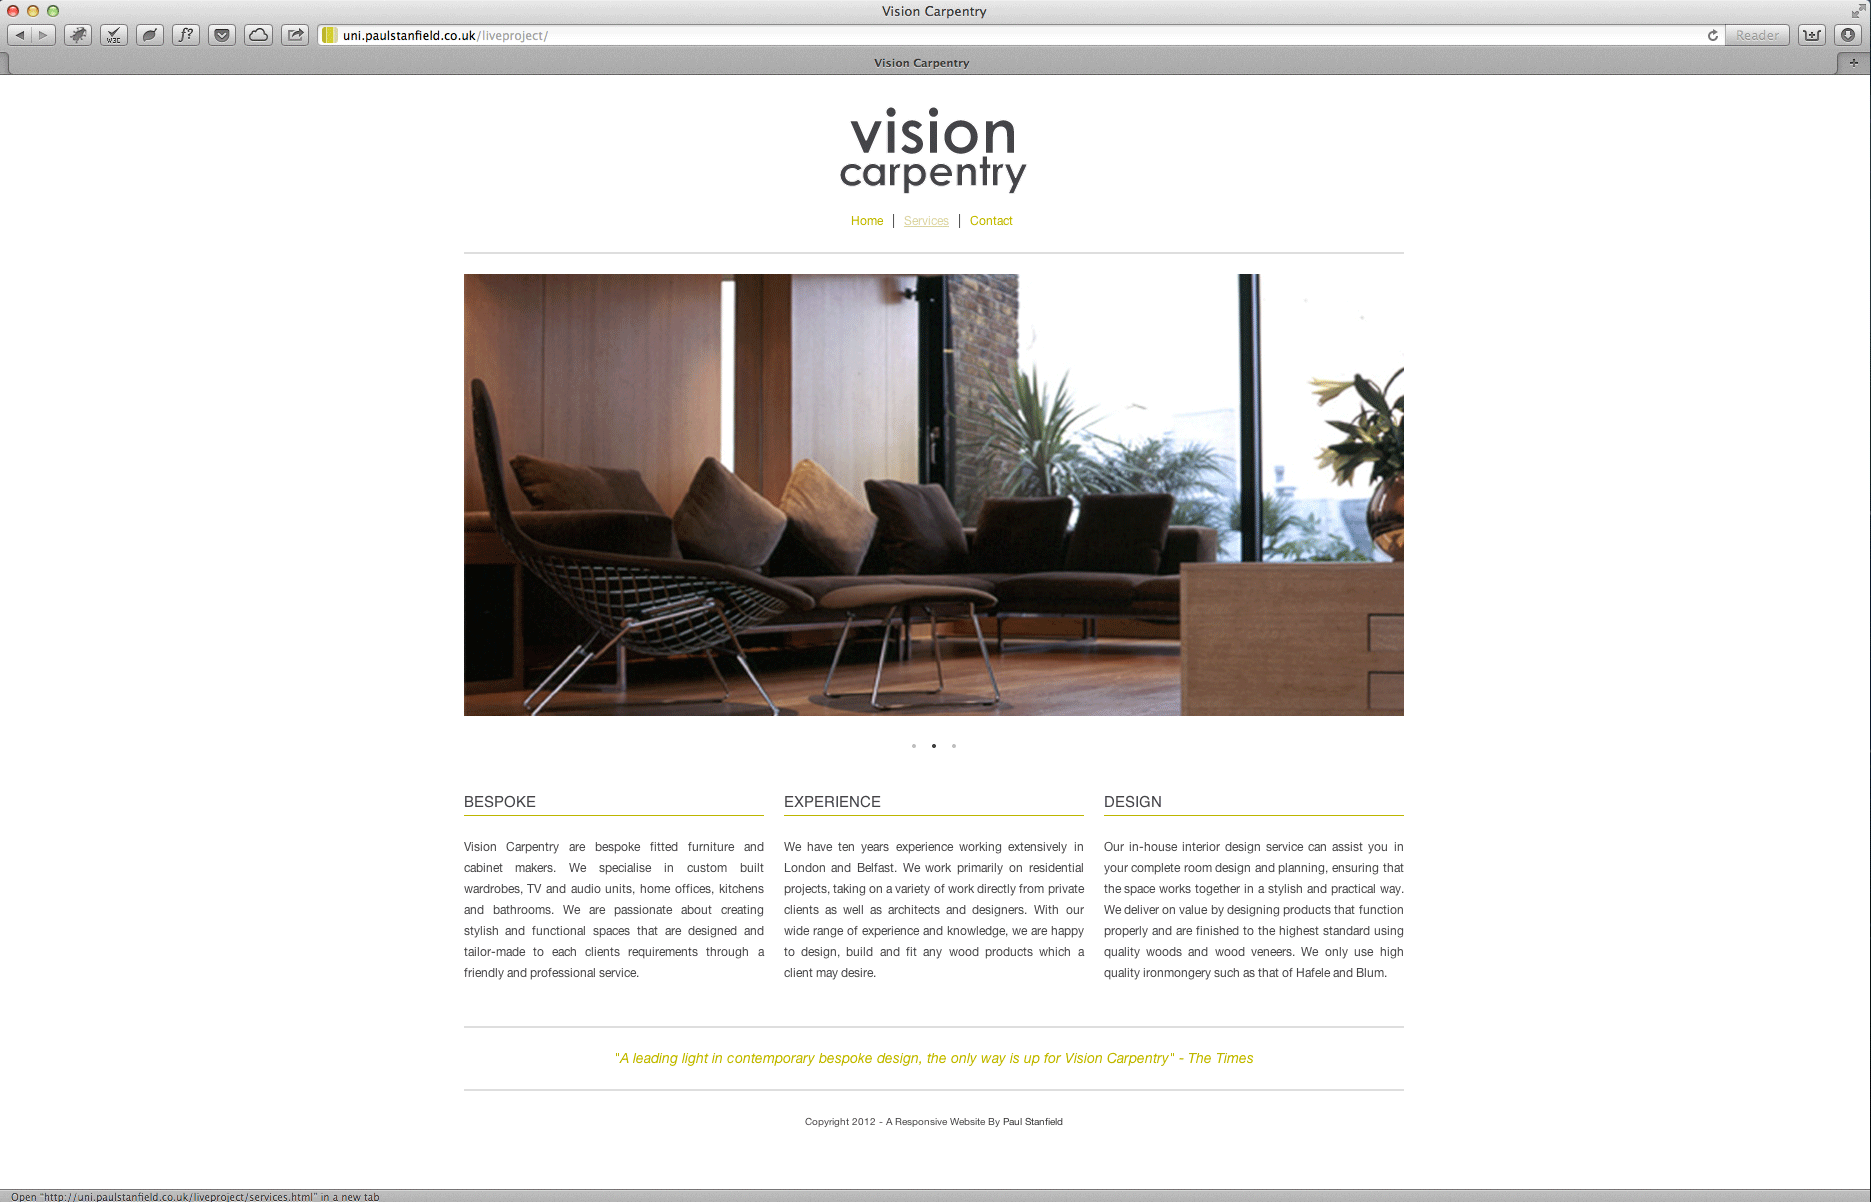 Vision Carpentry
W3C
f?
uni.paulstanfield.co.uk/liveproject/
Reader
Vision Carpentry
vision
carpentry
Home | Services | Contact
BESPOKE
Vision Carpentry are bespoke fitted furniture and
cabinet makers. We specialise in custom built
wardrobes, TV and audio units, home offices, kitchens
and bathrooms. We are passionate about creating
stylish and functional spaces that are designed and
tailor-made to each clients requirements through a
friendly and professional service.
EXPERIENCE
We have ten years experience working extensively in
London and Belfast. We work primarily on residential
projects, taking on a variety of work directly from private
clients as well as architects and designers. With our
wide range of experience and knowledge, we are happy
to design, build and fit any wood products which a
client may desire.
DESIGN
Our in-house interior design service can assist you in
your complete room design and planning, ensuring that
the space works together in a stylish and practical way.
We deliver on value by designing products that function
properly and are finished to the highest standard using
quality woods and wood veneers. We only use high
quality ironmongery such as that of Hafele and Blum.
"A leading light in contemporary bespoke design, the only way is up for Vision Carpentry" - The Times
Copyright 2012 - A Responsive Website By Paul Stanfield
Open "http://uni.paulstanfield.co.uk/liveproject/services.html" in a new tab